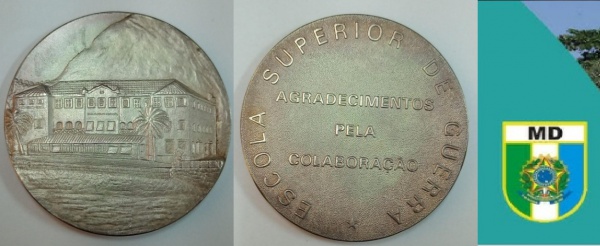 ESCOLA SUPERIOR DE GUERRA
AGRADECIMENTOS
PELA
COLABORAÇÃO
MD